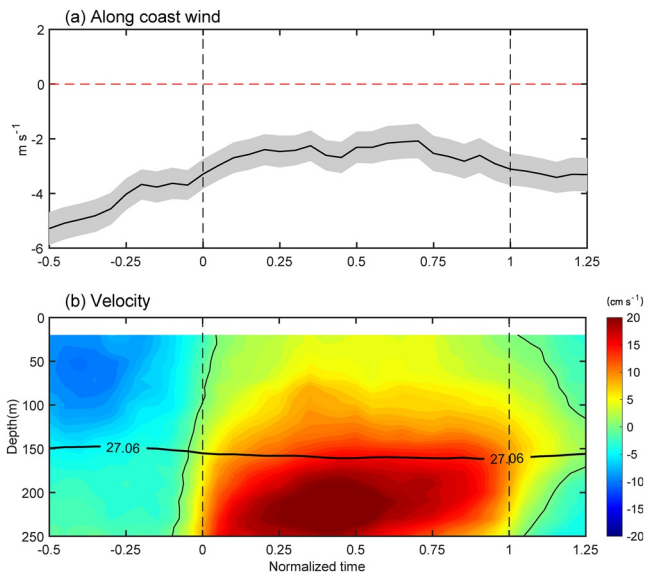 (a) Along coast wind
2
0
-2
-4
-6
m s⁻¹
-0.5 -0.25 0 0.25 0.5 0.75 1 1.25
(b) Velocity
(cm s⁻¹)
0
50
100
150
200
250
Depth(m)
27.06 27.06
20
15
10
5
0
-5
-10
-15
-20
-0.5 -0.25 0 0.25 0.5 0.75 1 1.25
Normalized time